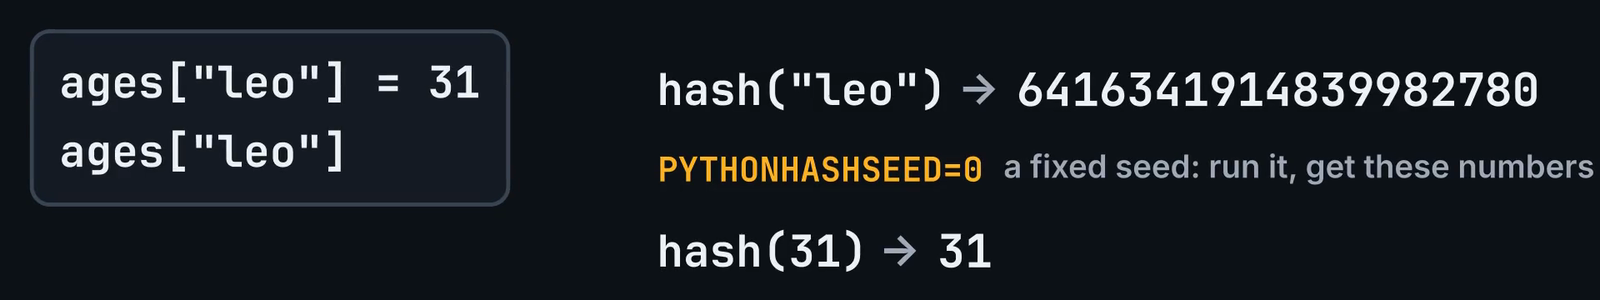 ages["leo"] = 31
ages["leo"]
hash("leo") → 6416341914839982780
PYTHONHASHSEED=0 a fixed seed: run it, get these numbers
hash(31) → 31